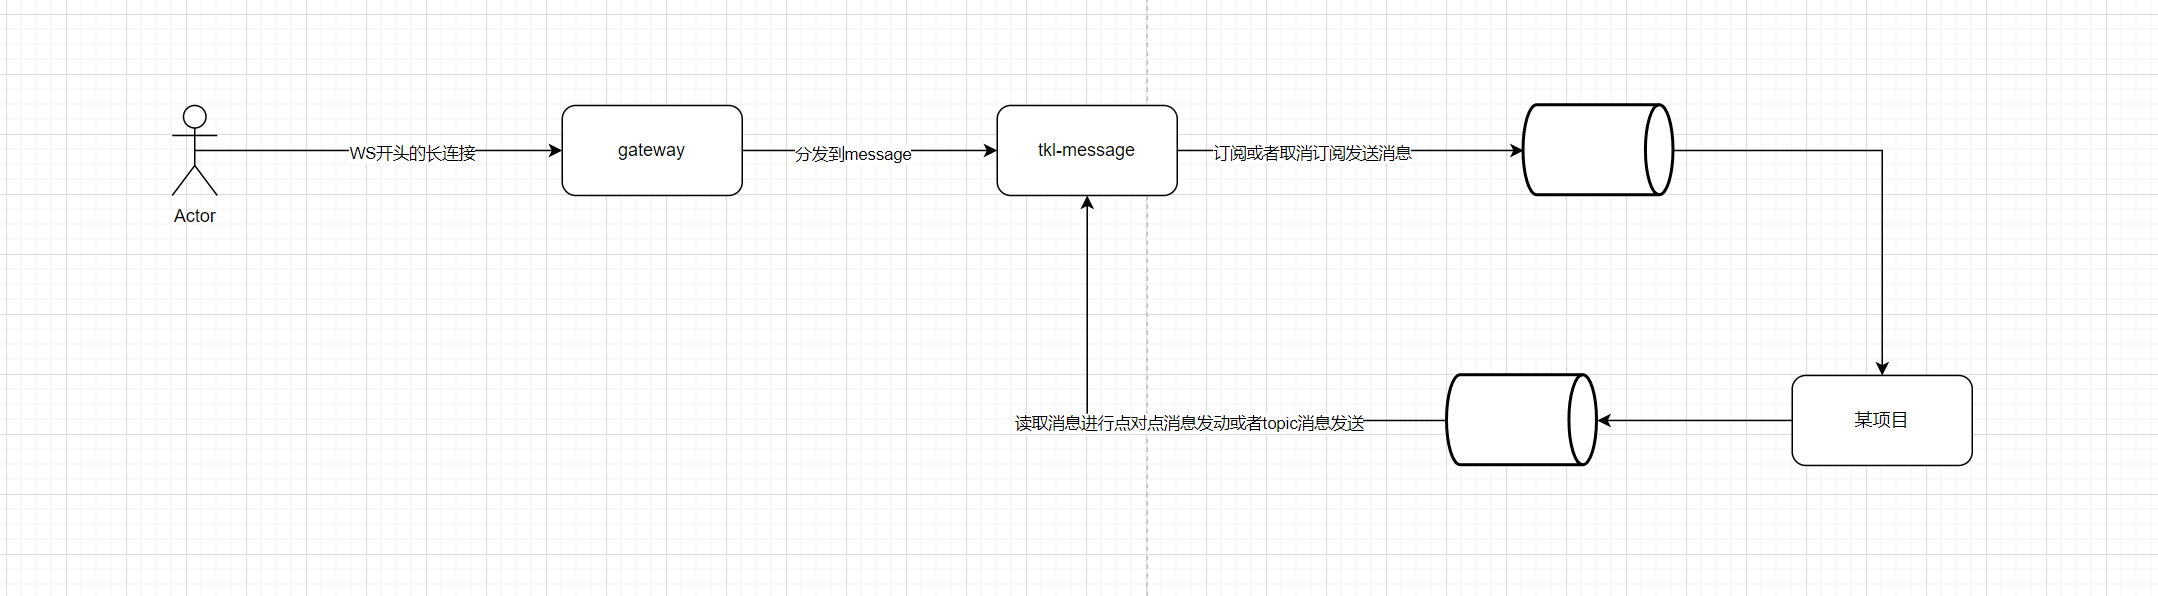 WS开头的长连接
gateway
分发到message
tkl-message
订阅或者取消订阅发送消息
Actor
读取消息进行点对点消息发动或者topic消息发送
某项目